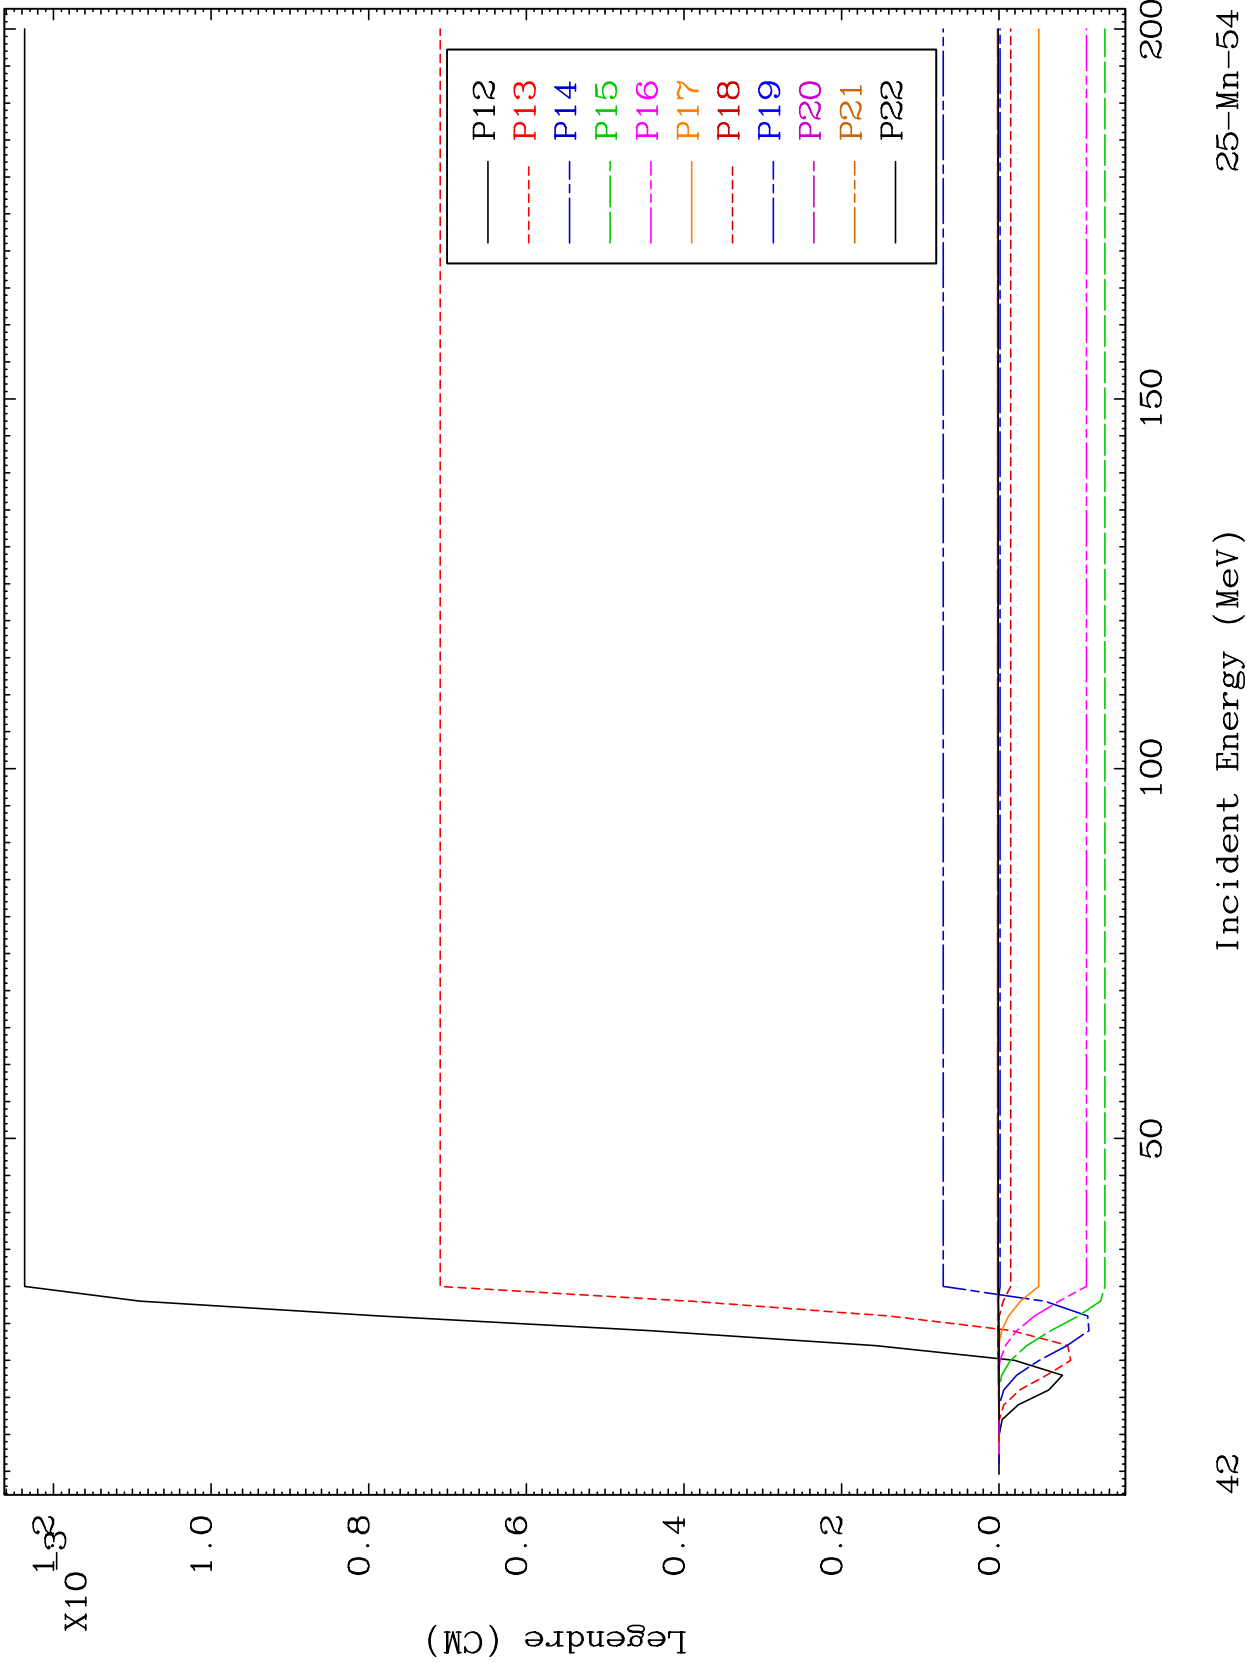 X10
-3
1.2
1.0
0.8
0.6
0.4
0.2
0.0
Legendre (CM)
P12
P13
P14
P15
P16
P17
P18
P19
P20
P21
P22
50
100
150
200
42
Incident Energy (MeV)
25-Mn-54